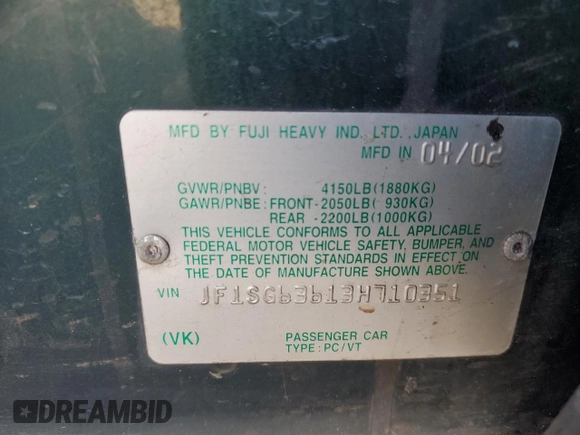 MFD BY FUJI HEAVY IND. LTD. JAPAN
MFD IN 04/02
GVWR/PNBV: 4150LB(1880KG)
GAWR/PNBE: FRONT-2050LB( 930KG)
REAR -2200LB(1000KG)
THIS VEHICLE CONFORMS TO ALL APPLICABLE
FEDERAL MOTOR VEHICLE SAFETY, BUMPER, AND
THEFT PREVENTION STANDARDS IN EFFECT ON
THE DATE OF MANUFACTURE SHOWN ABOVE.
VIN JF1SG63613H710351
(VK) PASSENGER CAR
TYPE: PC/VT
DREAMBID